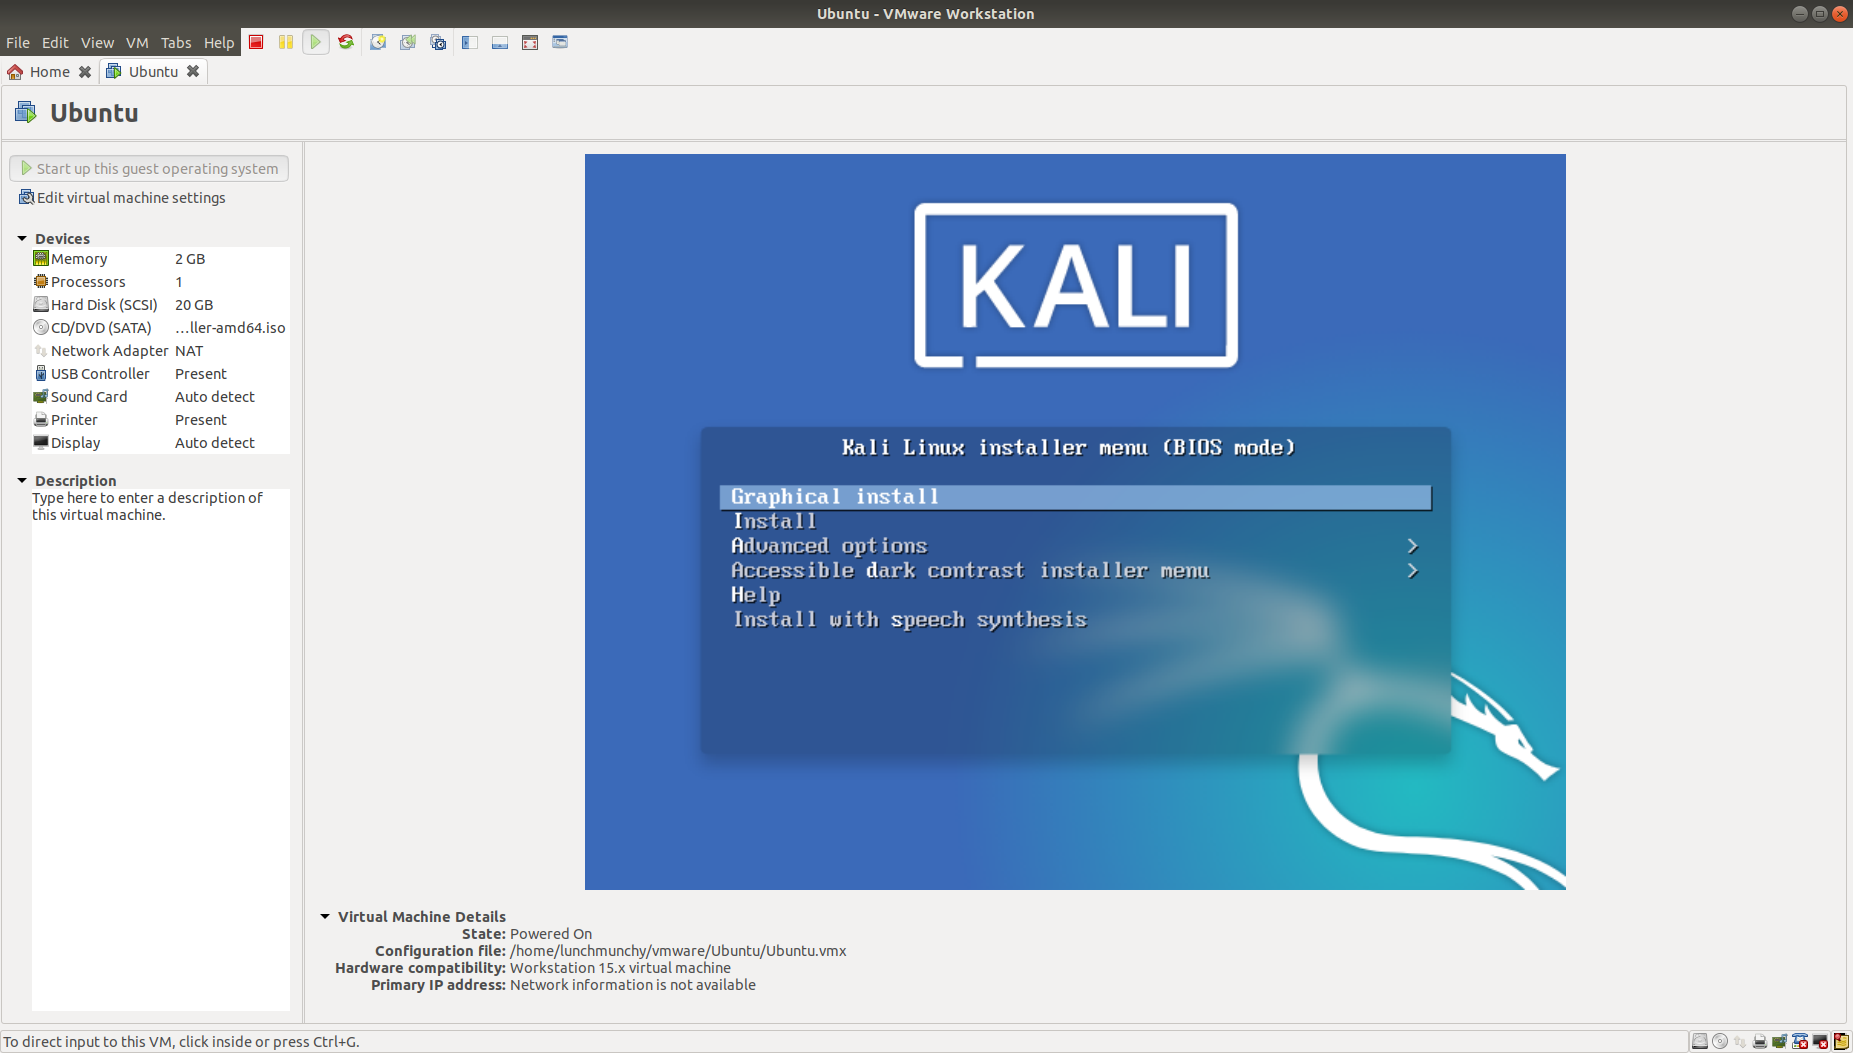 Ubuntu - VMware Workstation
File Edit View VM Tabs Help
Home Ubuntu
Ubuntu
Start up this guest operating system
Edit virtual machine settings
Devices
Memory 2 GB
Processors 1
Hard Disk (SCSI) 20 GB
CD/DVD (SATA) ...ller-amd64.iso
Network Adapter NAT
USB Controller Present
Sound Card Auto detect
Printer Present
Display Auto detect
Description
Type here to enter a description of
this virtual machine.
KALI
Kali Linux installer menu (BIOS mode)
Graphical install
Install
Advanced options >
Accessible dark contrast installer menu >
Help
Install with speech synthesis
Virtual Machine Details
State: Powered On
Configuration file: /home/lunchmunchy/vmware/Ubuntu/Ubuntu.vmx
Hardware compatibility: Workstation 15.x virtual machine
Primary IP address: Network information is not available
To direct input to this VM, click inside or press Ctrl+G.